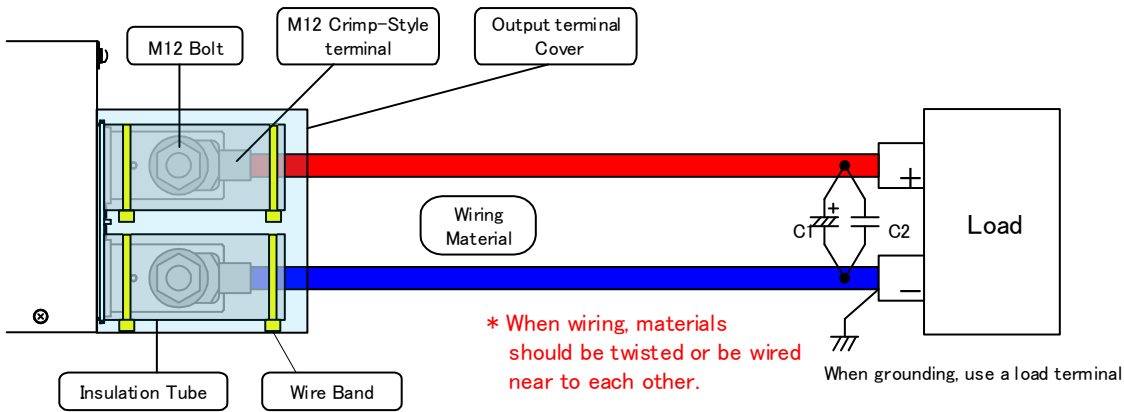 M12 Bolt
M12 Crimp-Style
terminal
Output terminal
Cover
Wiring
Material
+
C1
C2
+
−
Load
* When wiring, materials
should be twisted or be wired
near to each other.
When grounding, use a load terminal
Insulation Tube
Wire Band